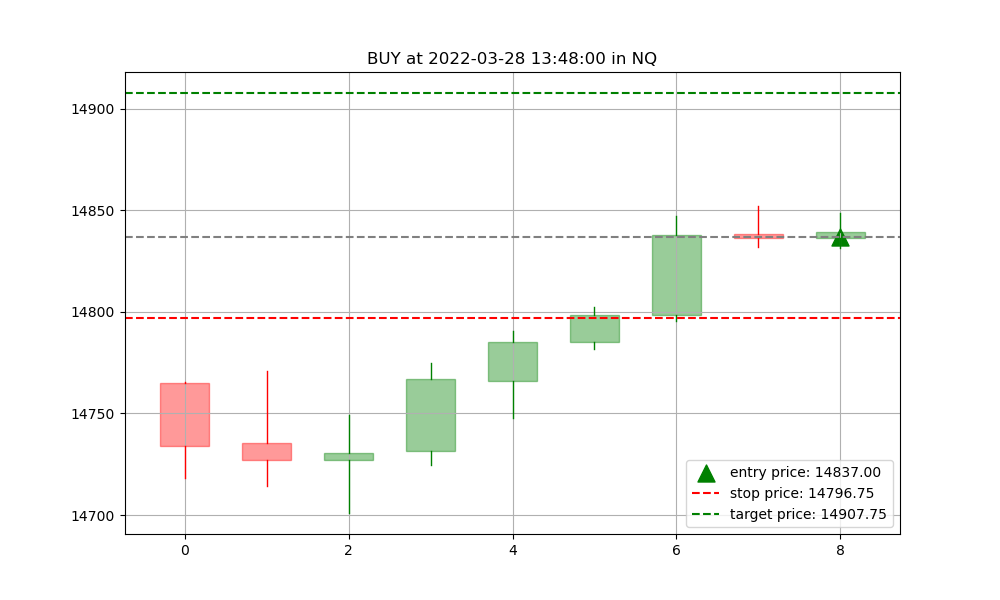 BUY at 2022-03-28 13:48:00 in NQ
14900
14850
14800
14750
14700
entry price: 14837.00
stop price: 14796.75
target price: 14907.75
0 2 4 6 8